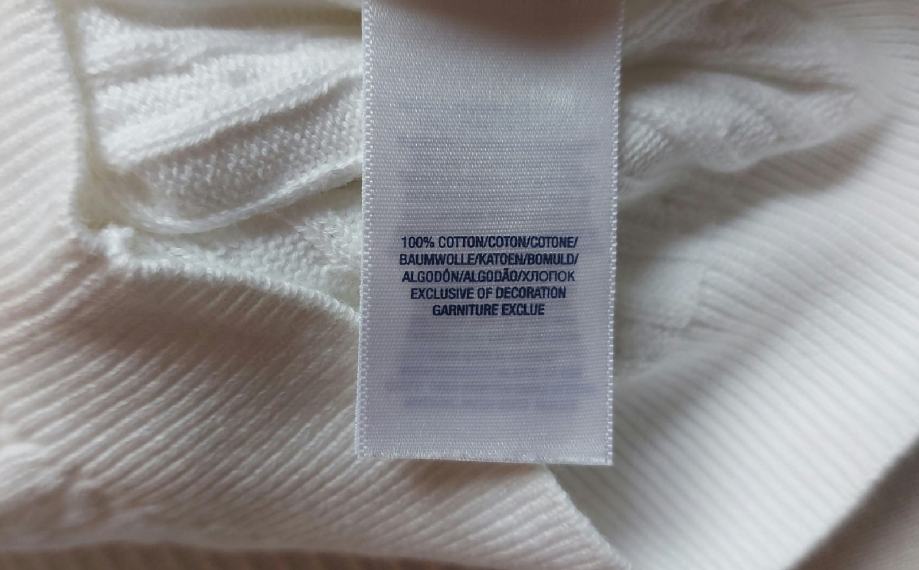 100% COTTON/COTON/COTONE/
BAUMWOLLE/KATOEN/BOMULD/
ALGODÓN/ALGODÃO/ХЛОПОК
EXCLUSIVE OF DECORATION
GARNITURE EXCLUE